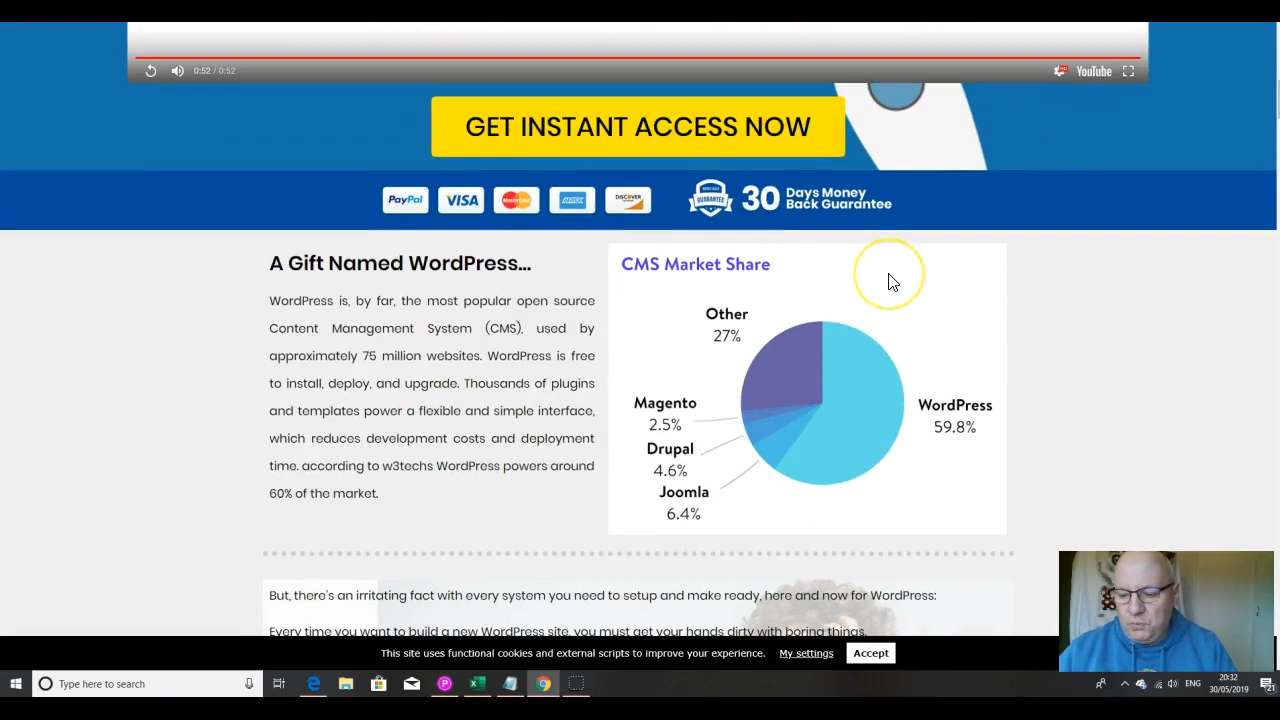 0:52 / 0:52
HD
YouTube
GET INSTANT ACCESS NOW
PayPal
VISA
MasterCard
AMEX
DISCOVER
GUARANTEE
30 Days Money
Back Guarantee
A Gift Named WordPress...
WordPress is, by far, the most popular open source
Content Management System (CMS), used by
approximately 75 million websites. WordPress is free
to install, deploy, and upgrade. Thousands of plugins
and templates power a flexible and simple interface,
which reduces development costs and deployment
time. according to w3techs WordPress powers around
60% of the market.
CMS Market Share
Other
27%
Magento
2.5%
Drupal
4.6%
Joomla
6.4%
WordPress
59.8%
But, there's an irritating fact with every system you need to setup and make ready, here and now for WordPress:
Every time you want to build a new WordPress site, you must get your hands dirty with boring things.
This site uses functional cookies and external scripts to improve your experience.
My settings
Accept
Type here to search
ENG
20:32
30/05/2019
21